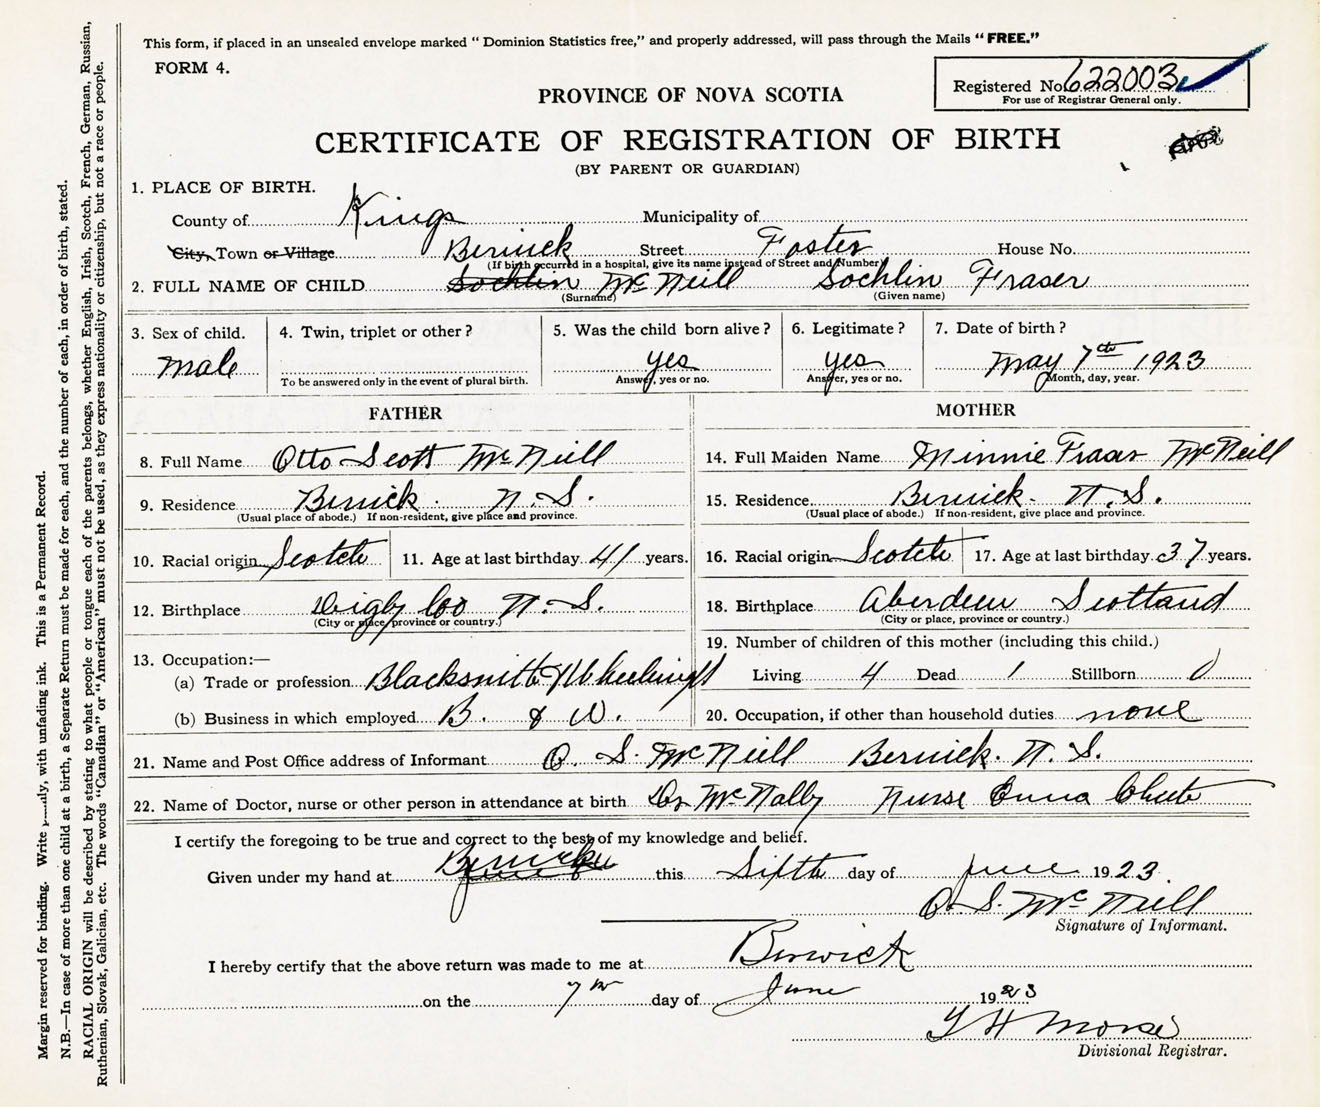 This form, if placed in an unsealed envelope marked "Dominion Statistics free," and properly addressed, will pass through the Mails "FREE."
FORM 4.
Registered No. 622003
For use of Registrar General only.
PROVINCE OF NOVA SCOTIA
CERTIFICATE OF REGISTRATION OF BIRTH
(BY PARENT OR GUARDIAN)
1. PLACE OF BIRTH.
County of Kings Municipality of
City, Town or Village Berwick Street Foster House No.
(If birth occurred in a hospital, give its name instead of Street and Number)
2. FULL NAME OF CHILD Sochlin McNeill Sochlin Fraser
(Surname) (Given name)
3. Sex of child. 4. Twin, triplet or other? 5. Was the child born alive? 6. Legitimate? 7. Date of birth?
male yes yes May 7th 1923
To be answered only in the event of plural birth. Answer, yes or no. Answer, yes or no. Month, day, year.
FATHER MOTHER
8. Full Name Otto Scott McNeill 14. Full Maiden Name Minnie Fraser McNeill
9. Residence Berwick. N. S. 15. Residence Berwick. N. S.
(Usual place of abode.) If non-resident, give place and province. (Usual place of abode.) If non-resident, give place and province.
10. Racial origin Scotch 11. Age at last birthday 41 years. 16. Racial origin Scotch 17. Age at last birthday 37 years.
12. Birthplace Digby Coo N. S. 18. Birthplace Aberdeen Scotland
(City or place, province or country.) (City or place, province or country.)
13. Occupation:— 19. Number of children of this mother (including this child.)
(a) Trade or profession Blacksmith & Living 4 Dead 1 Stillborn 0
(b) Business in which employed B. & W. 20. Occupation, if other than household duties none
21. Name and Post Office address of Informant O. S. McNeill Berwick. N. S.
22. Name of Doctor, nurse or other person in attendance at birth Dr McNally Nurse Chute
I certify the foregoing to be true and correct to the best of my knowledge and belief.
Given under my hand at Berwick this Sifth day of June 1923
O. S. McNeill
Signature of Informant.
I hereby certify that the above return was made to me at Berwick
on the 7th day of June 1923
H Morse
Divisional Registrar.
Margin reserved for binding. Write with unfading ink. This is a Permanent Record.
N.B.—In case of more than one child at a birth, a Separate Return must be made for each, and the number of each, in order of birth, stated.
RACIAL ORIGIN will be described by stating to what people or tongue each of the parents belongs, whether English, Irish, Scotch, French, German, Russian,
Ruthenian, Slovak, Galician, etc. The words "Canadian" or "American" must not be used, as they express nationality or citizenship, but not a race or people.